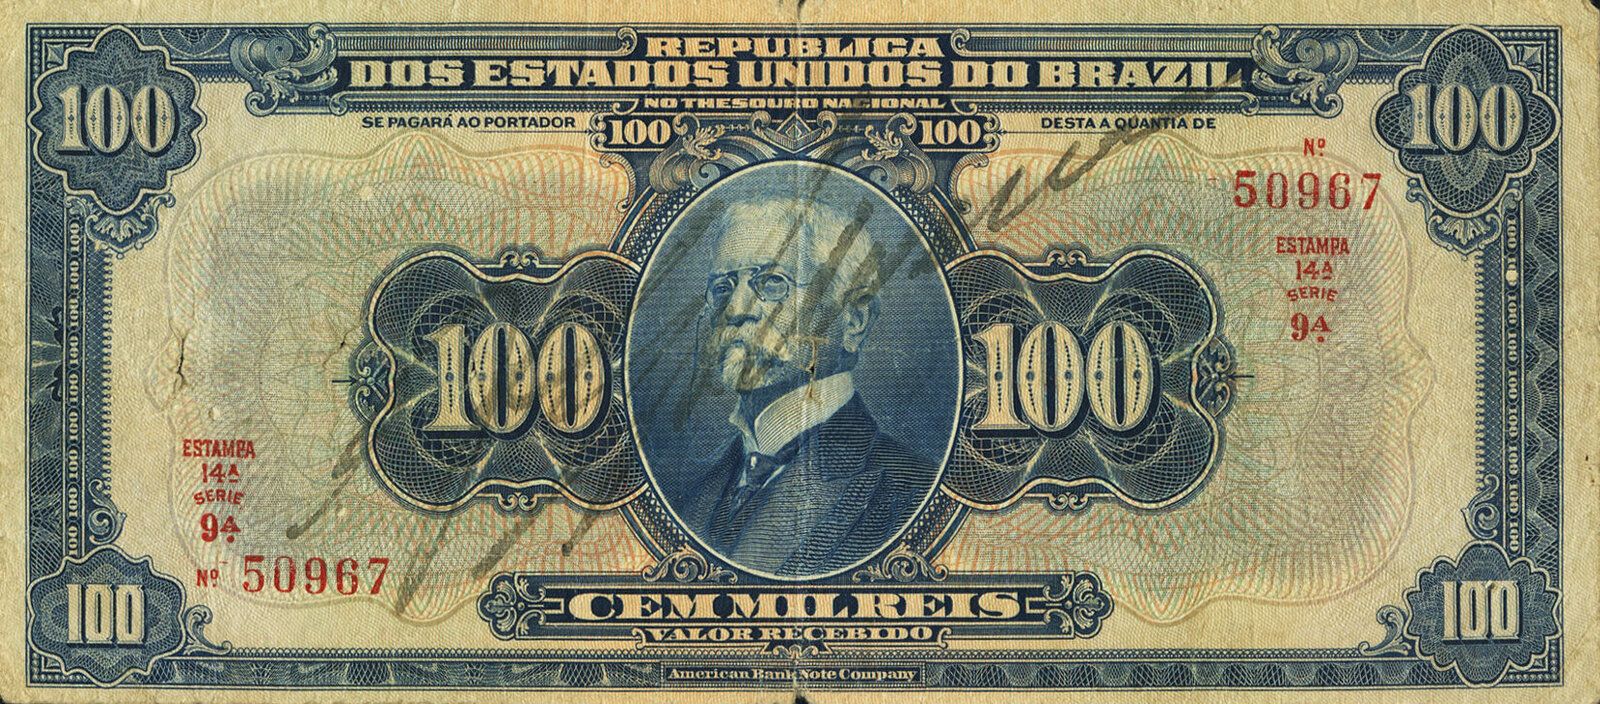 REPUBLICA
DOS ESTADOS UNIDOS DO BRAZIL
NO THESOURO NACIONAL
SE PAGARÁ AO PORTADOR
DESTA A QUANTIA DE
100
100
100
100
Nº
50967
ESTAMPA
14A
SERIE
9A
100
100
ESTAMPA
14A
SERIE
9A
Nº 50967
100
CEM MIL REIS
100
VALOR RECEBIDO
American Bank Note Company